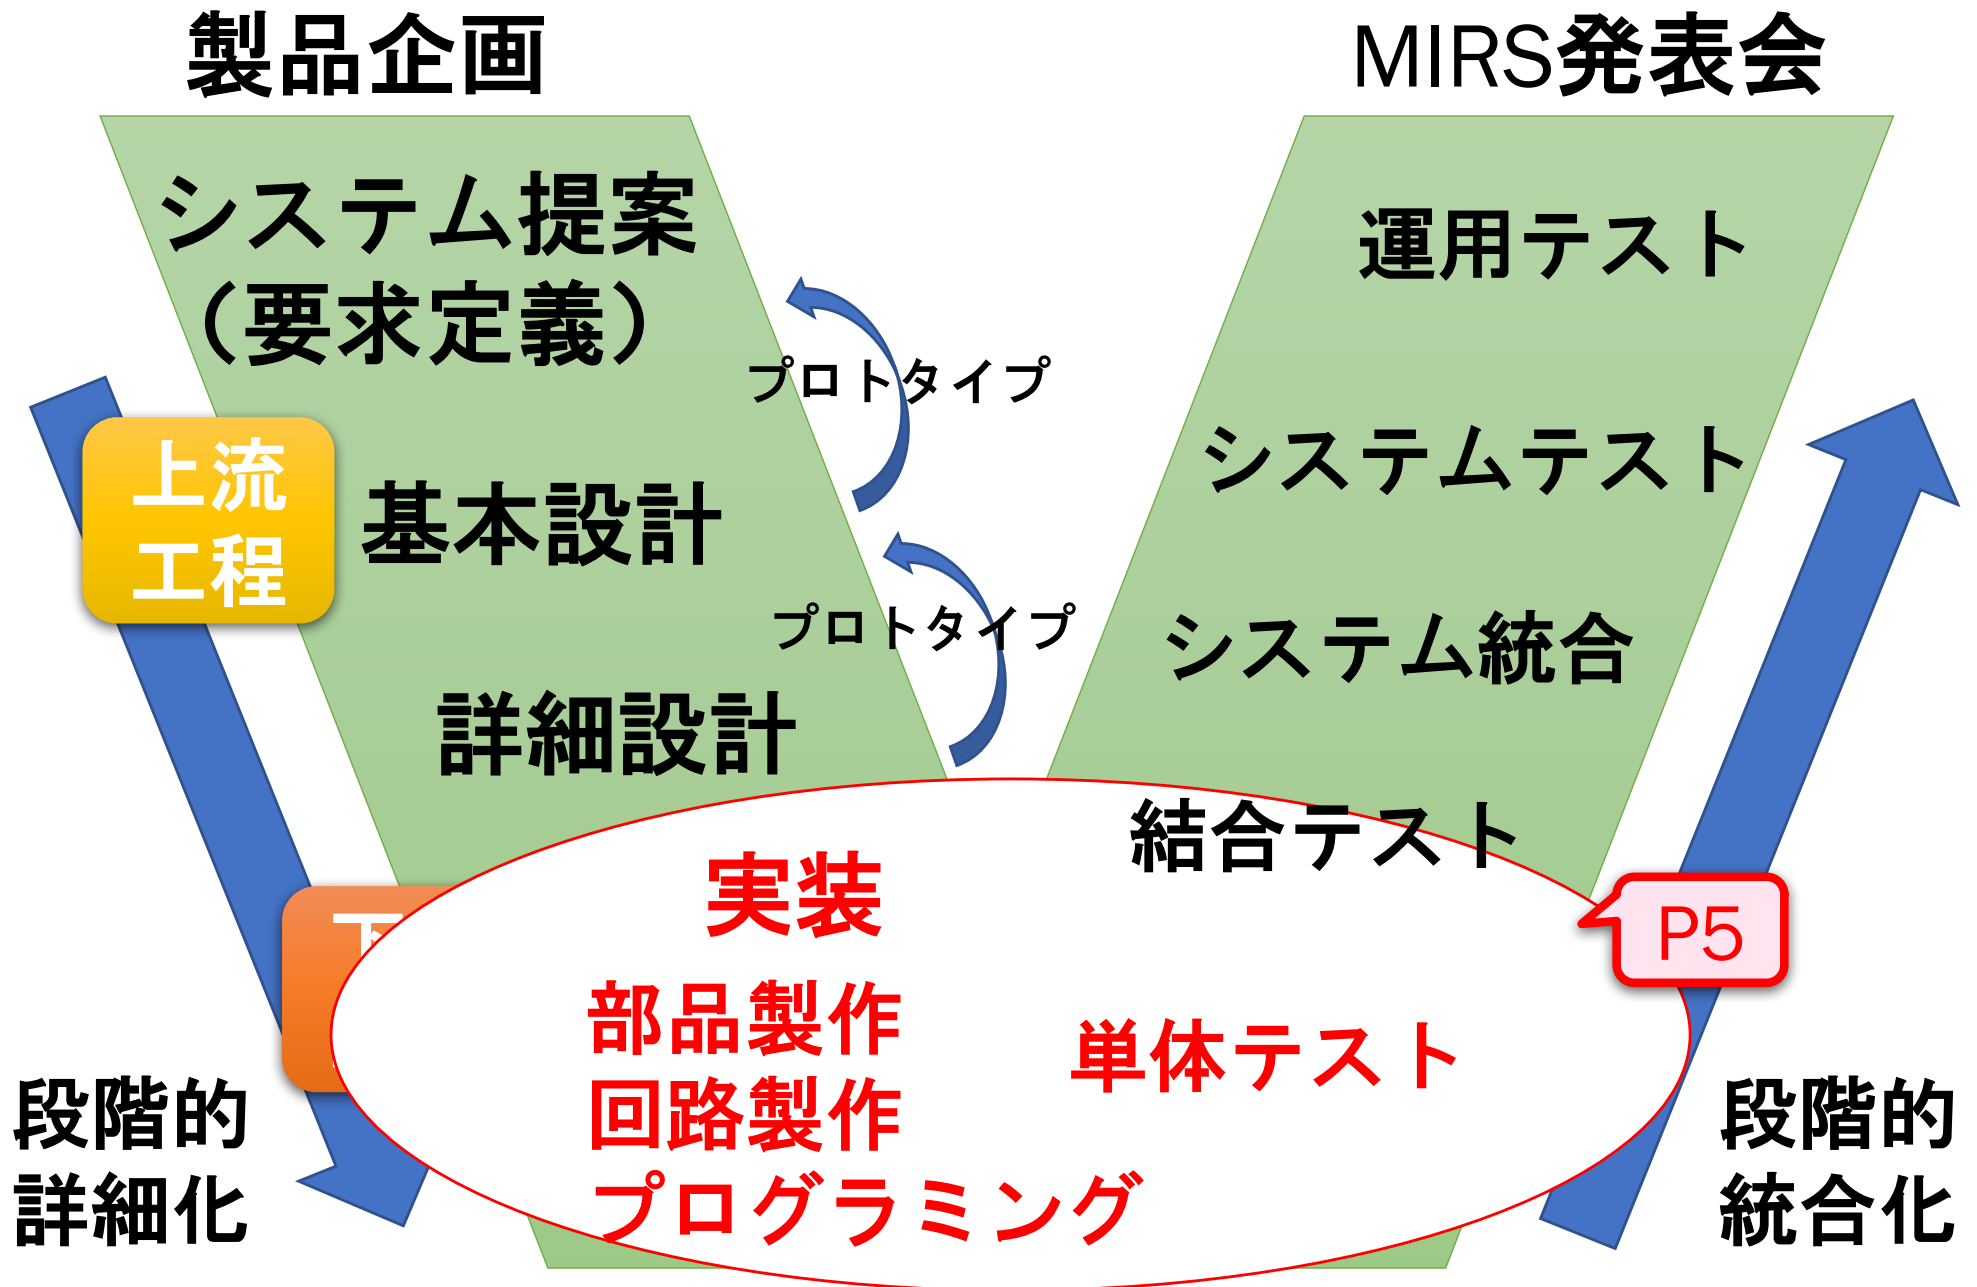 製品企画
MIRS発表会
システム提案
（要求定義）
プロトタイプ
上流
工程
基本設計
プロトタイプ
詳細設計
運用テスト
システムテスト
システム統合
結合テスト
実装
部品製作
回路製作
プログラミング
単体テスト
P5
段階的
詳細化
段階的
統合化